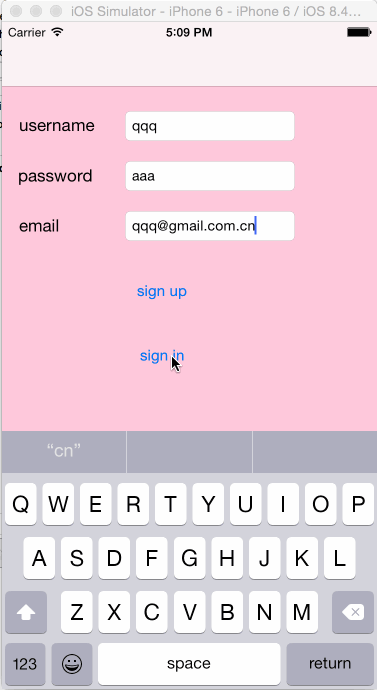 iOS Simulator - iPhone 6 - iPhone 6 / iOS 8.4...
Carrier 5:09 PM
username qqq
password aaa
email qqq@gmail.com.cn
sign up
sign in
“cn”
Q W E R T Y U I O P
A S D F G H J K L
Z X C V B N M
123 space return